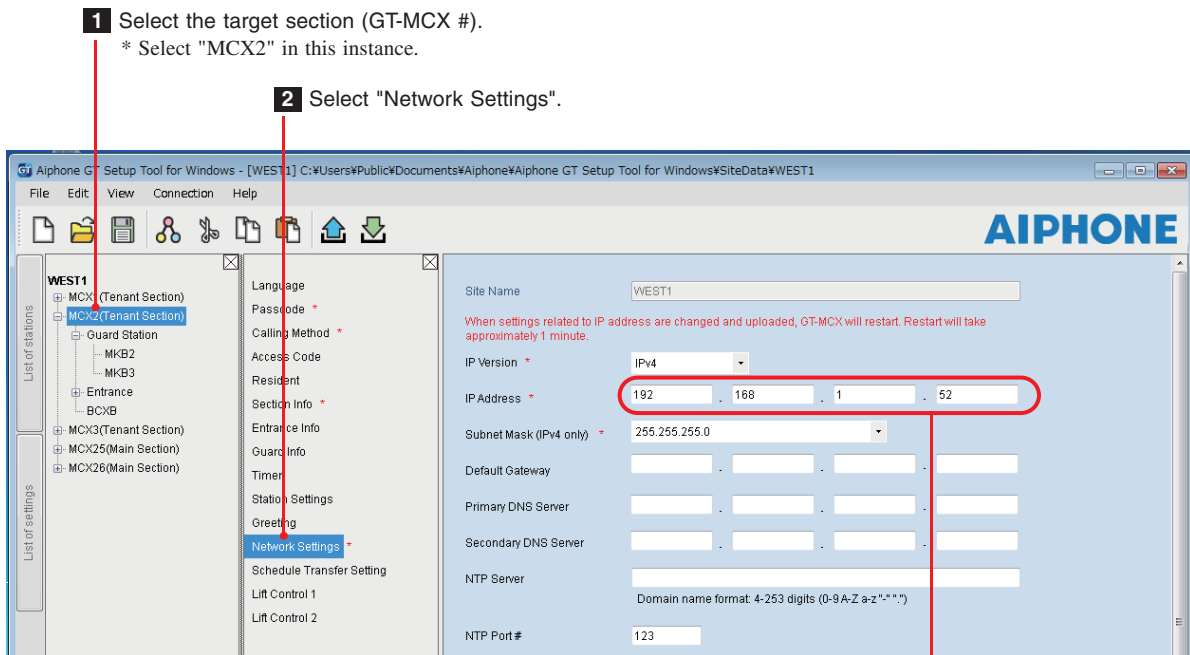 1 Select the target section (GT-MCX #).
* Select "MCX2" in this instance.
2 Select "Network Settings".
Aiphone GT Setup Tool for Windows - [WEST1] C:¥Users¥Public¥Documents¥Aiphone¥Aiphone GT Setup Tool for Windows¥SiteData¥WEST1
File Edit View Connection Help
AIPHONE
List of stations
List of settings
WEST1
MCX1(Tenant Section)
MCX2(Tenant Section)
Guard Station
MKB2
MKB3
Entrance
BCXB
MCX3(Tenant Section)
MCX25(Main Section)
MCX26(Main Section)
Language
Passcode *
Calling Method *
Access Code
Resident
Section Info *
Entrance Info
Guard Info
Timer
Station Settings
Greeting
Network Settings *
Schedule Transfer Setting
Lift Control 1
Lift Control 2
Site Name WEST1
When settings related to IP address are changed and uploaded, GT-MCX will restart. Restart will take
approximately 1 minute.
IP Version * IPv4
IP Address * 192 . 168 . 1 . 52
Subnet Mask (IPv4 only) * 255.255.255.0
Default Gateway . . .
Primary DNS Server . . .
Secondary DNS Server . . .
NTP Server
Domain name format: 4-253 digits (0-9 A-Z a-z "-" ".")
NTP Port # 123